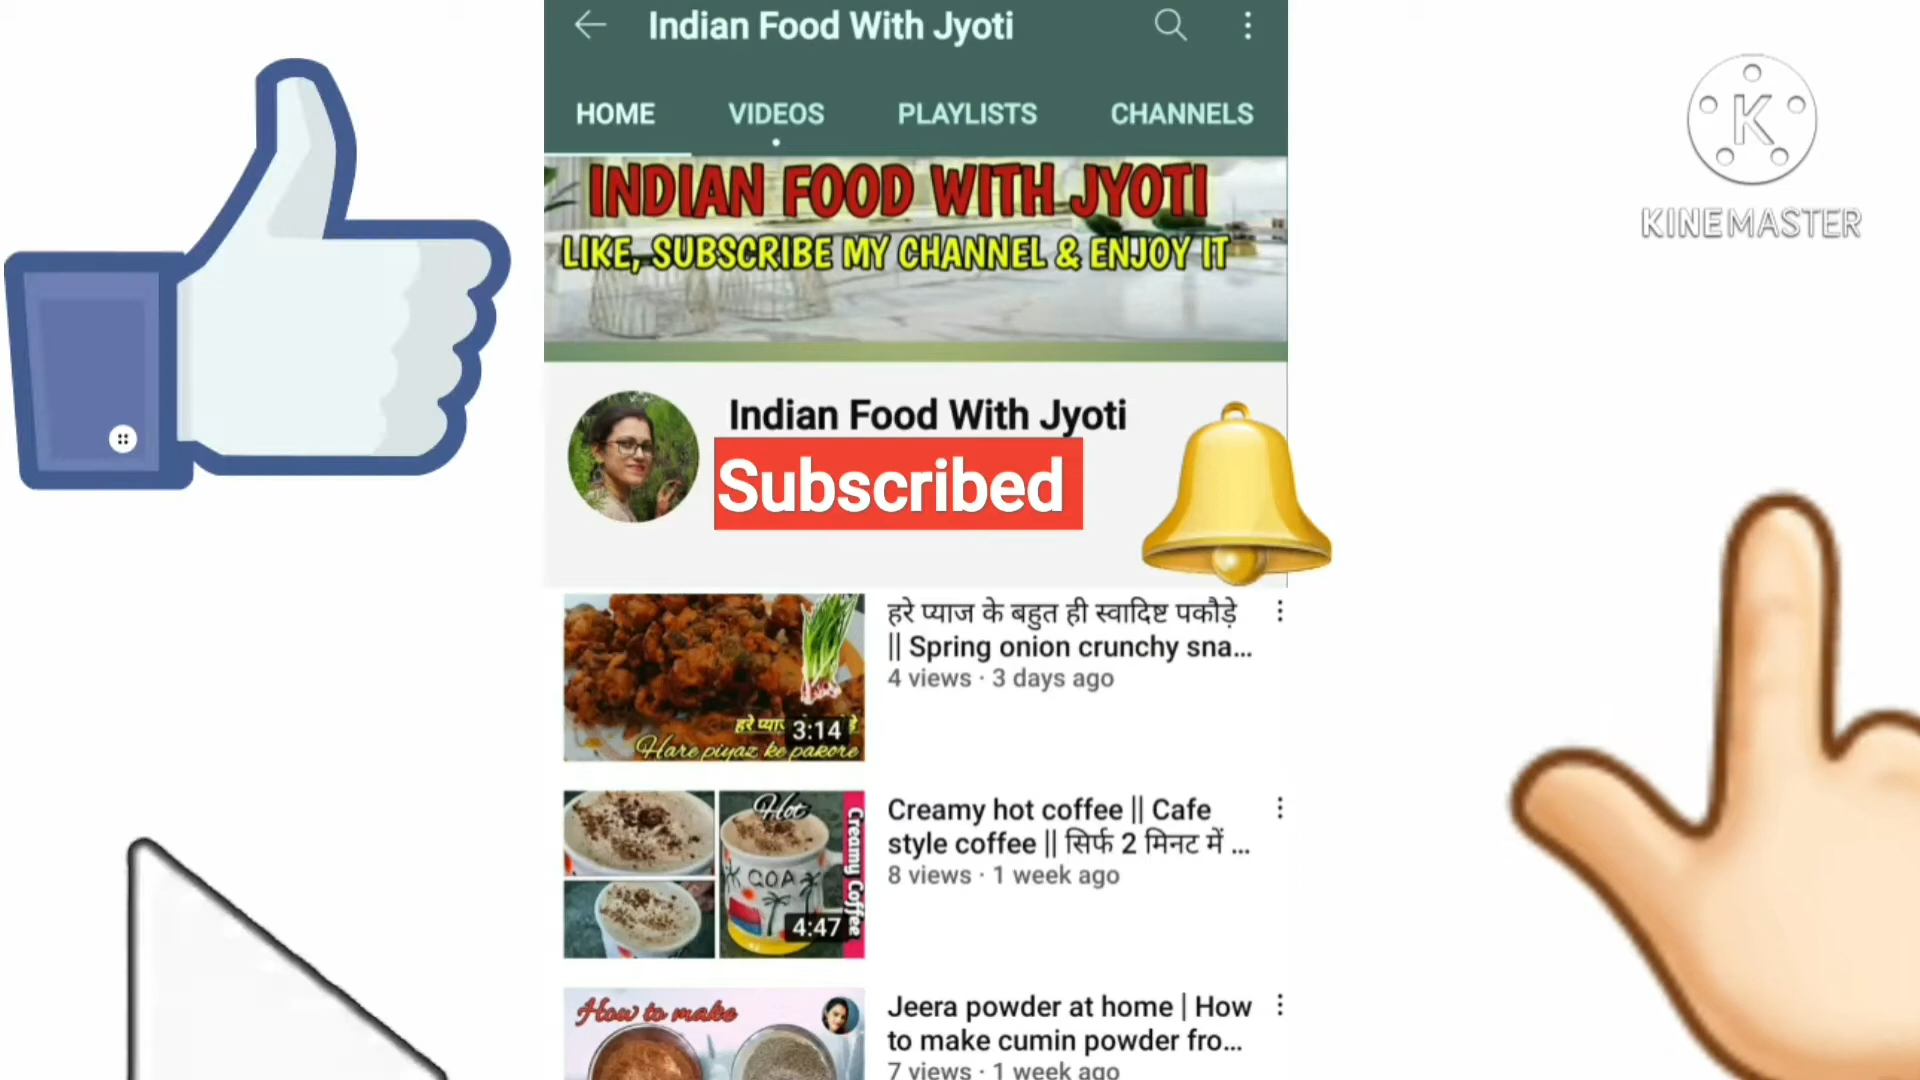 Indian Food With Jyoti
HOME VIDEOS PLAYLISTS CHANNELS
INDIAN FOOD WITH JYOTI
LIKE, SUBSCRIBE MY CHANNEL & ENJOY IT
K
KINEMASTER
Indian Food With Jyoti
Subscribed
हरे प्याज के बहुत ही स्वादिष्ट पकौड़े
|| Spring onion crunchy sna...
4 views · 3 days ago
हरे प्या
3:14
Hare piyaz ke pakore
Creamy hot coffee || Cafe
style coffee || सिर्फ 2 मिनट में ...
8 views · 1 week ago
Hot
Creamy Coffee
GOA
4:47
Jeera powder at home | How
to make cumin powder fro...
7 views · 1 week ago
How to make